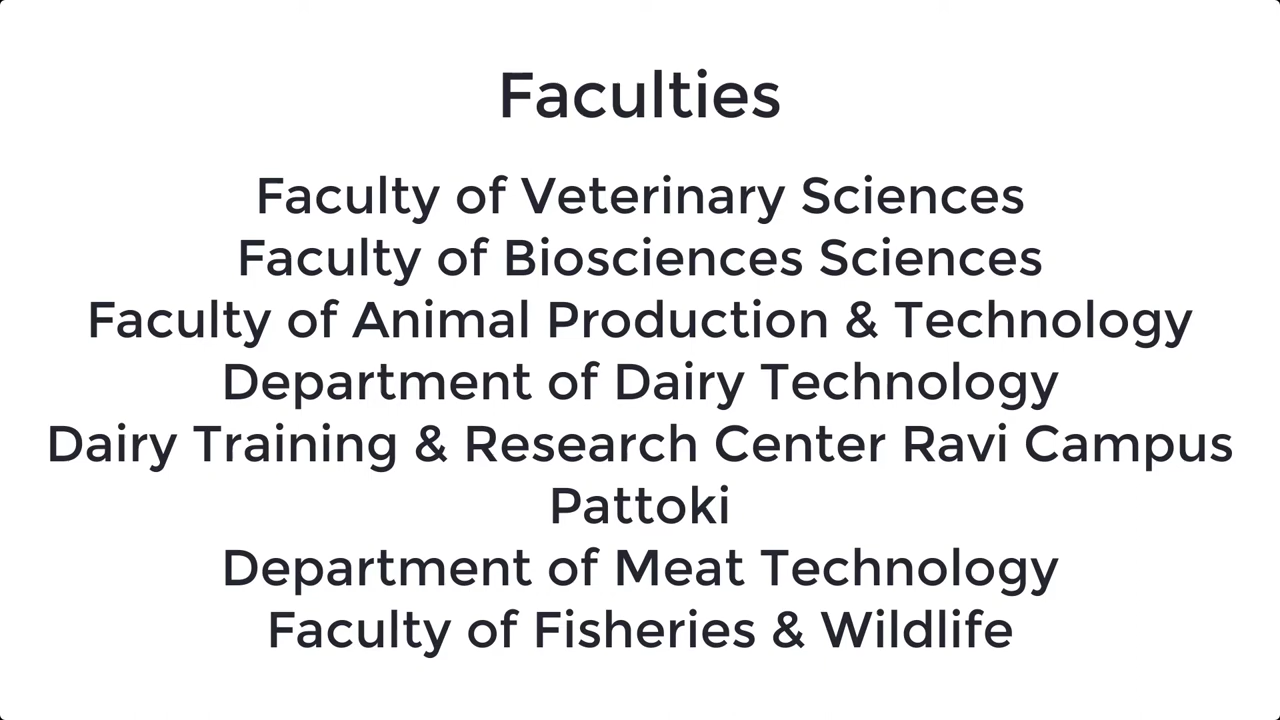 Faculties
Faculty of Veterinary Sciences
Faculty of Biosciences Sciences
Faculty of Animal Production & Technology
Department of Dairy Technology
Dairy Training & Research Center Ravi Campus
Pattoki
Department of Meat Technology
Faculty of Fisheries & Wildlife